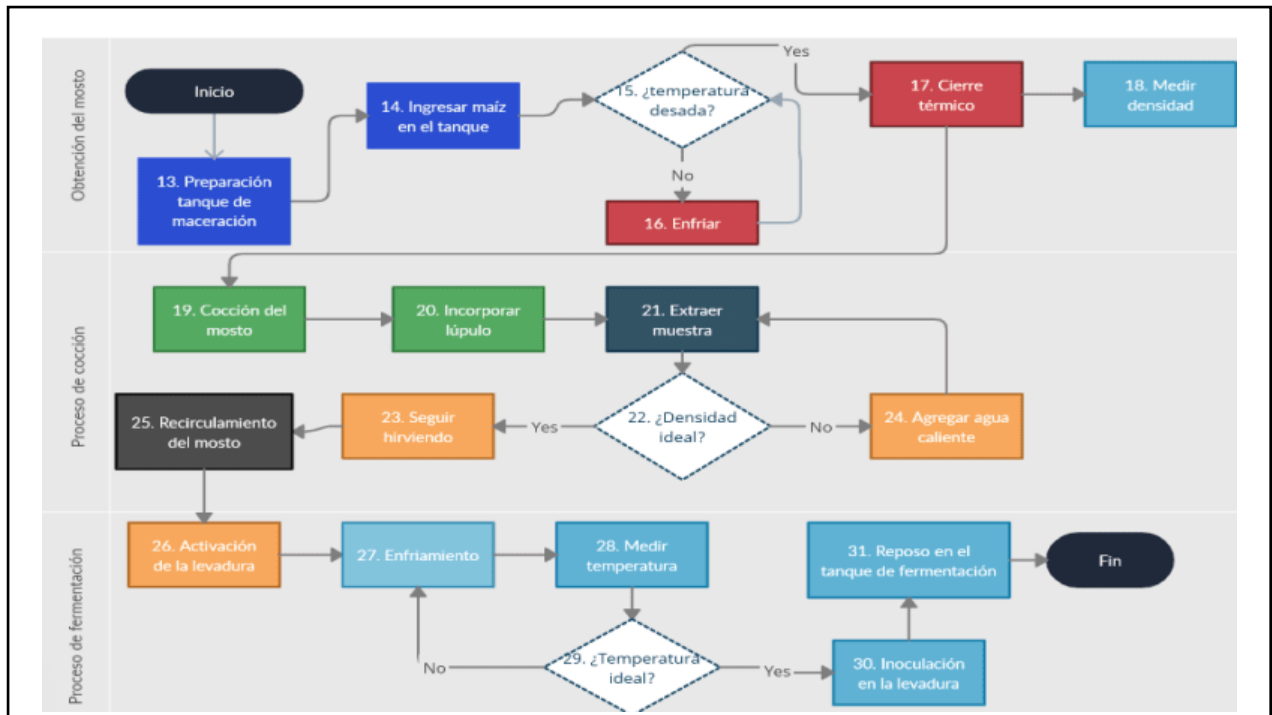 Obtención del mosto
Inicio
13. Preparación
tanque de
maceración
14. Ingresar maíz
en el tanque
15. ¿temperatura
desada?
Yes
No
16. Enfriar
17. Cierre
térmico
18. Medir
densidad
Proceso de cocción
19. Cocción del
mosto
20. Incorporar
lúpulo
21. Extraer
muestra
22. ¿Densidad
ideal?
Yes
No
23. Seguir
hirviendo
24. Agregar agua
caliente
25. Recirculamiento
del mosto
Proceso de fermentación
26. Activación
de la levadura
27. Enfriamiento
28. Medir
temperatura
29. ¿Temperatura
ideal?
No
Yes
30. Inoculación
en la levadura
31. Reposo en el
tanque de fermentación
Fin